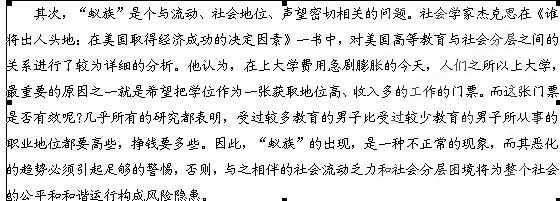 其次，“蚁族”是个与流动、社会地位、声望密切相关的问题。社会学家杰克思在《谁
将出人头地：在美国取得经济成功的决定因素》一书中，对美国高等教育与社会分层之间的
关系进行了较为详细的分析。他认为，在上大学费用急剧膨胀的今天，人们之所以上大学，
最重要的原因之一就是希望把学位作为一张获取地位高、收入多的工作的门票。而这张门票
是否有效呢?几乎所有的研究都表明，受过较多教育的男子比受过较少教育的男子所从事的
职业地位都要高些，挣钱要多些。因此，“蚁族”的出现，是一种不正常的现象，而其恶化
的趋势必须引起足够的警惕，否则，与之相伴的社会流动乏力和社会分层困境将为整个社会
的公平和和谐运行构成风险隐患。